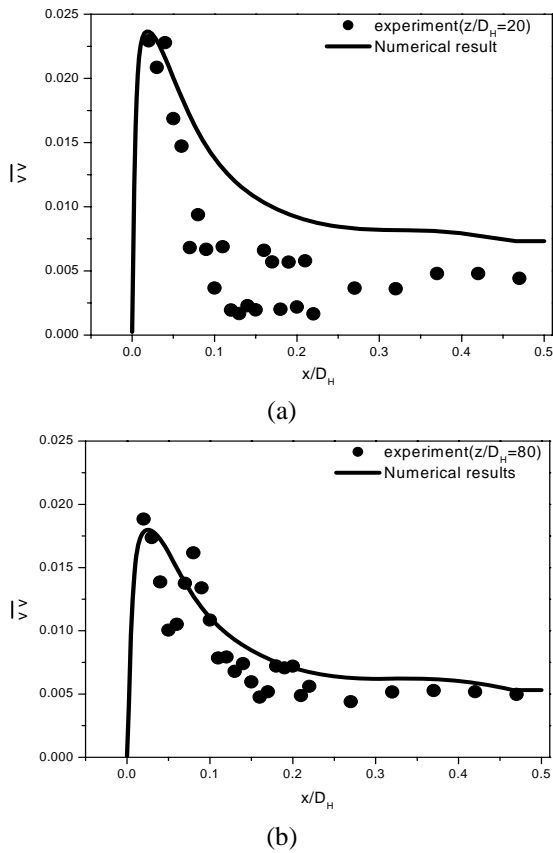 0.025
0.020
0.015
0.010
0.005
0.000
v v
experiment(z/D_H=20)
Numerical result
0.0 0.1 0.2 0.3 0.4 0.5
x/D_H
(a)
0.025
0.020
0.015
0.010
0.005
0.000
v v
experiment(z/D_H=80)
Numerical results
0.0 0.1 0.2 0.3 0.4 0.5
x/D_H
(b)